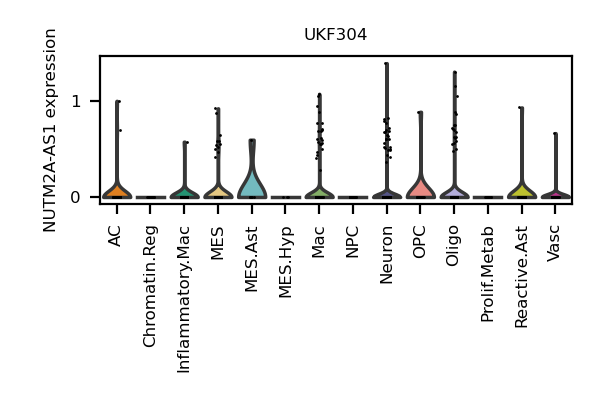 UKF304
NUTM2A-AS1 expression
1
0
AC
Chromatin.Reg
Inflammatory.Mac
MES
MES.Ast
MES.Hyp
Mac
NPC
Neuron
OPC
Oligo
Prolif.Metab
Reactive.Ast
Vasc